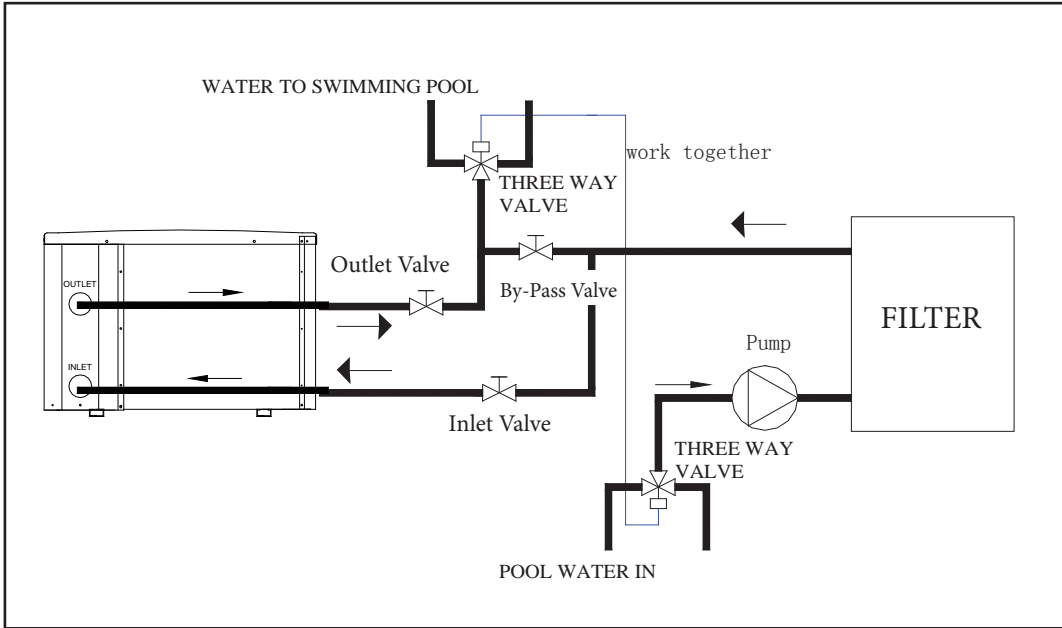 WATER TO SWIMMING POOL
work together
THREE WAY
VALVE
Outlet Valve
By-Pass Valve
OUTLET
FILTER
Pump
INLET
Inlet Valve
THREE WAY
VALVE
POOL WATER IN